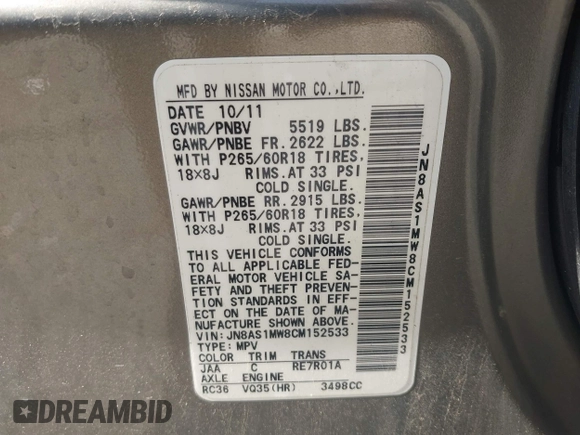 MFD BY NISSAN MOTOR CO.,LTD.
DATE 10/11
GVWR/PNBV 5519 LBS.
GAWR/PNBE FR. 2622 LBS.
WITH P265/60R18 TIRES,
18×8J RIMS. AT 33 PSI
COLD SINGLE.
GAWR/PNBE RR. 2915 LBS.
WITH P265/60R18 TIRES,
18×8J RIMS. AT 33 PSI
COLD SINGLE.
THIS VEHICLE CONFORMS
TO ALL APPLICABLE FED-
ERAL MOTOR VEHICLE SA-
FETY AND THEFT PREVEN-
TION STANDARDS IN EFF-
ECT ON THE DATE OF MA-
NUFACTURE SHOWN ABOVE.
VIN: JN8AS1MW8CM152533
TYPE: MPV
COLOR TRIM TRANS
JAA C RE7R01A
AXLE ENGINE
RC36 VQ35(HR) 3498CC
JN8AS1MW8CM152533
DREAMBID
DREAMBID.COM